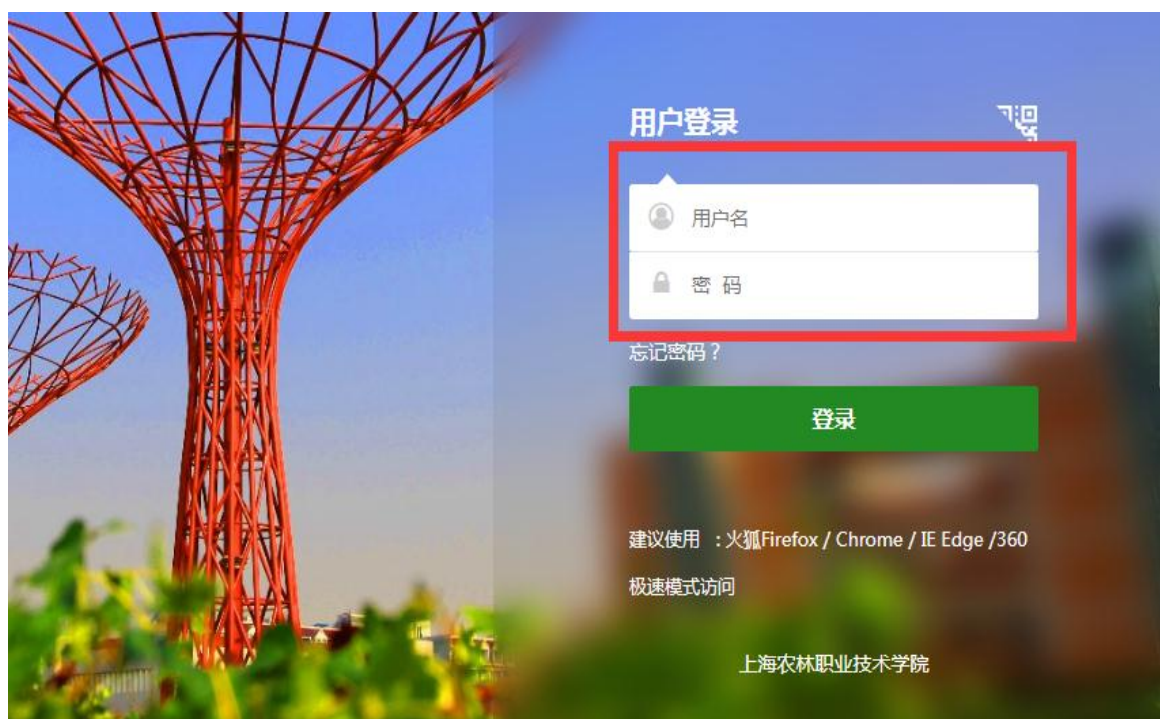 用户登录
用户名
密 码
忘记密码？
登录
建议使用 ：火狐Firefox / Chrome / IE Edge /360
极速模式访问
上海农林职业技术学院